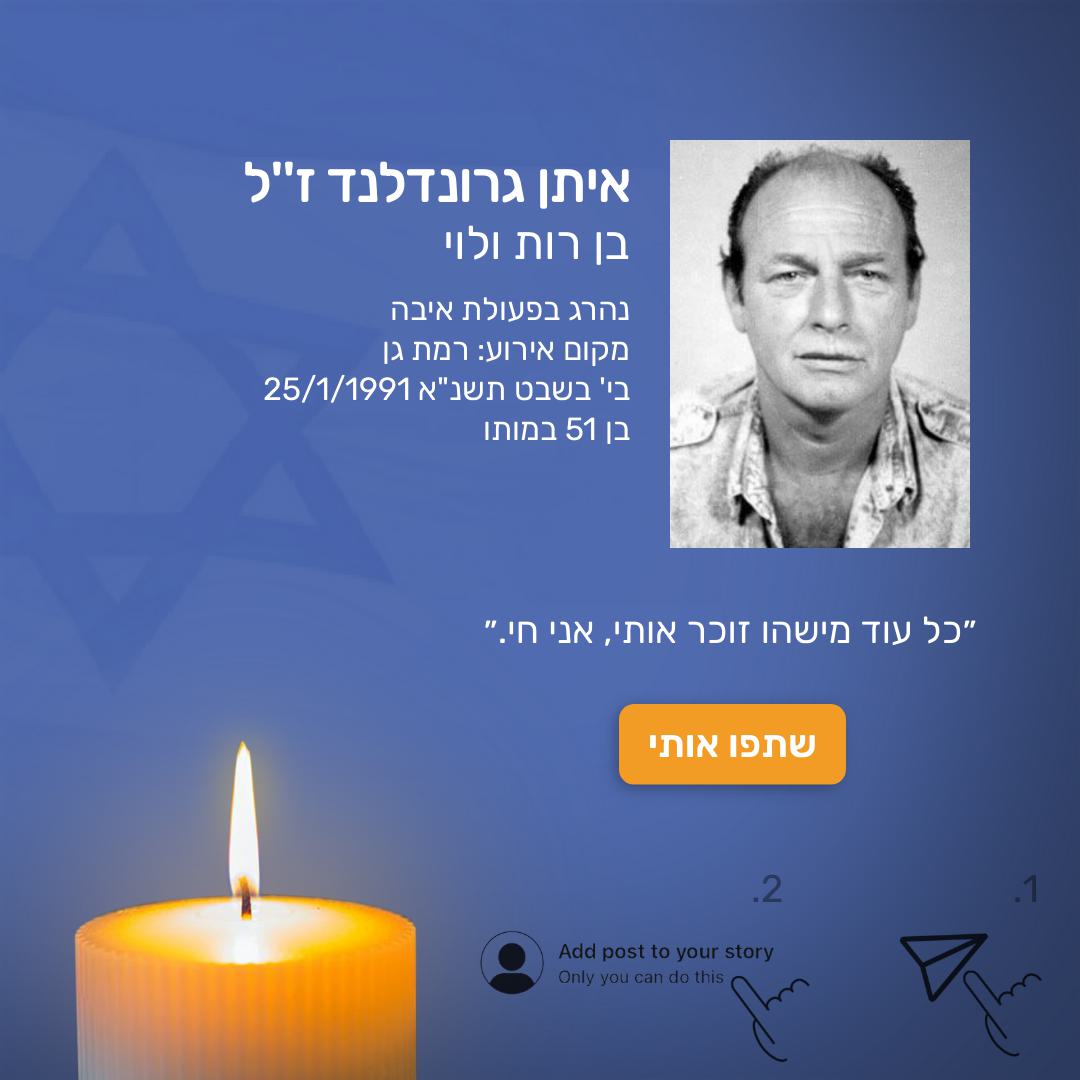 איתן גרונדלנד ז"ל
בן רות ולוי
נהרג בפעולת איבה
מקום אירוע: רמת גן
בי' בשבט תשנ"א 25/1/1991
בן 51 במותו
״כל עוד מישהו זוכר אותי, אני חי.״
שתפו אותי
1.
2.
Add post to your story
Only you can do this